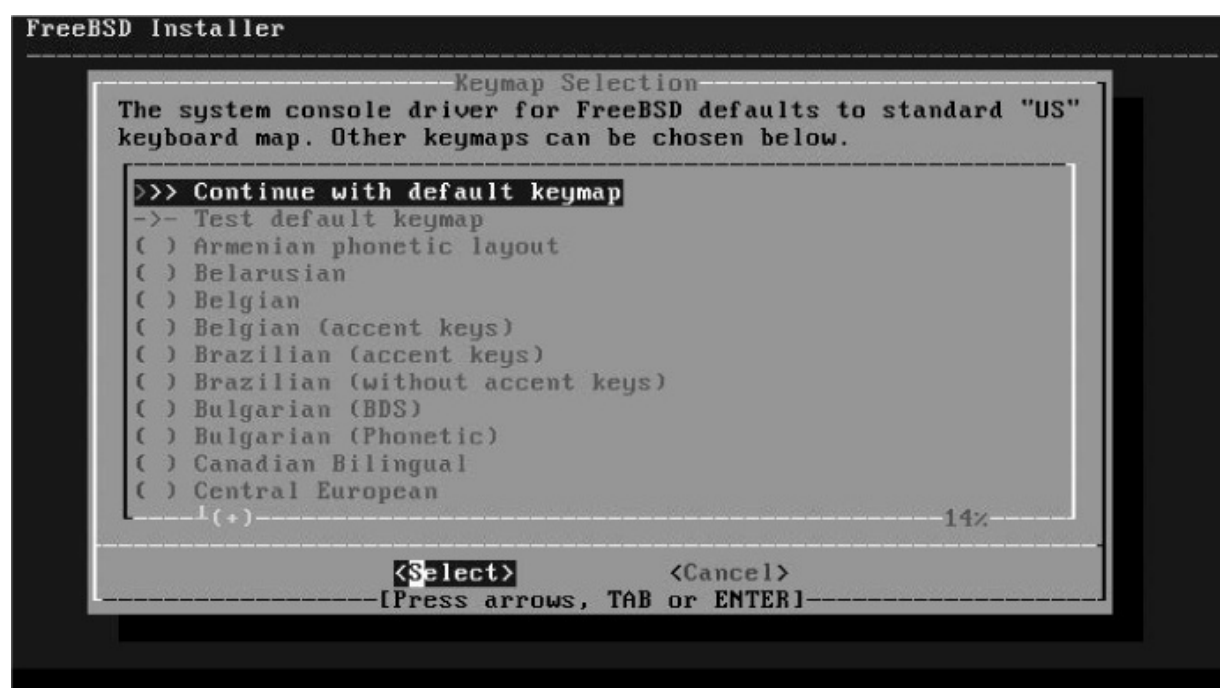 FreeBSD Installer
Keymap Selection
The system console driver for FreeBSD defaults to standard "US"
keyboard map. Other keymaps can be chosen below.
>>> Continue with default keymap
->- Test default keymap
( ) Armenian phonetic layout
( ) Belarusian
( ) Belgian
( ) Belgian (accent keys)
( ) Brazilian (accent keys)
( ) Brazilian (without accent keys)
( ) Bulgarian (BDS)
( ) Bulgarian (Phonetic)
( ) Canadian Bilingual
( ) Central European
(+) 14%
<Select> <Cancel>
[Press arrows, TAB or ENTER]